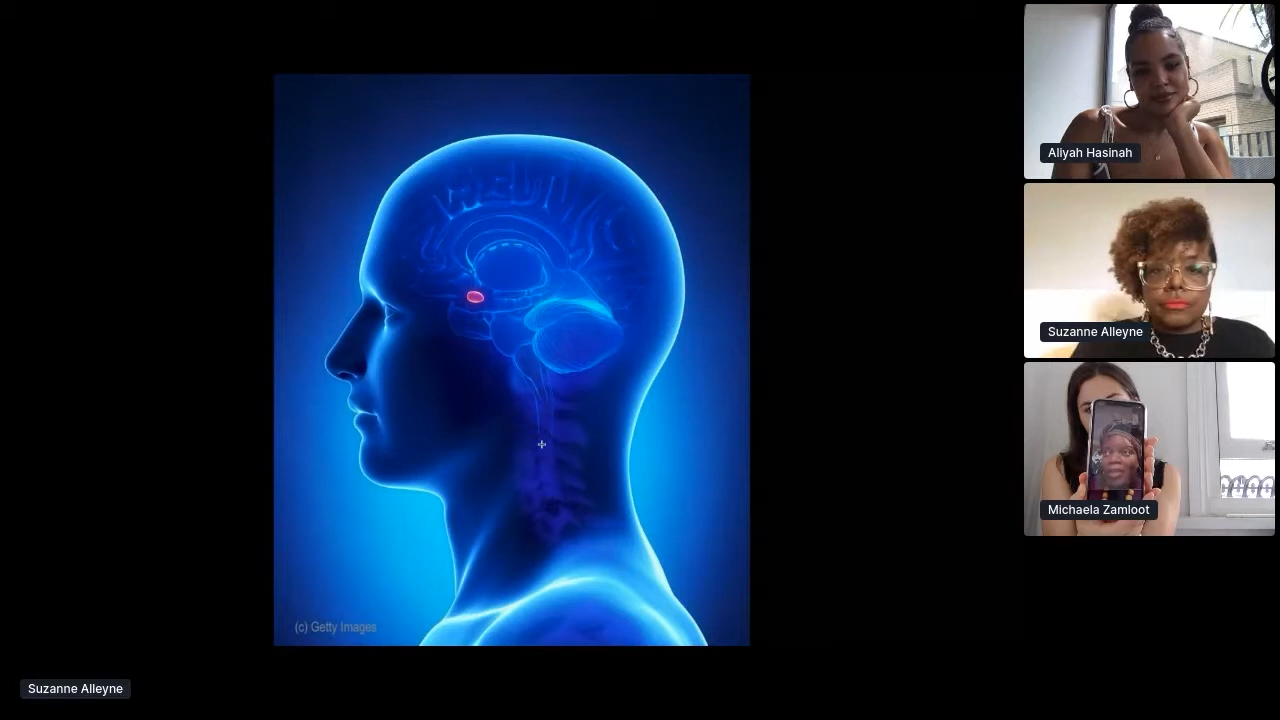 Aliyah Hasinah
Suzanne Alleyne
Michaela Zamloot
(c) Getty Images
Suzanne Alleyne